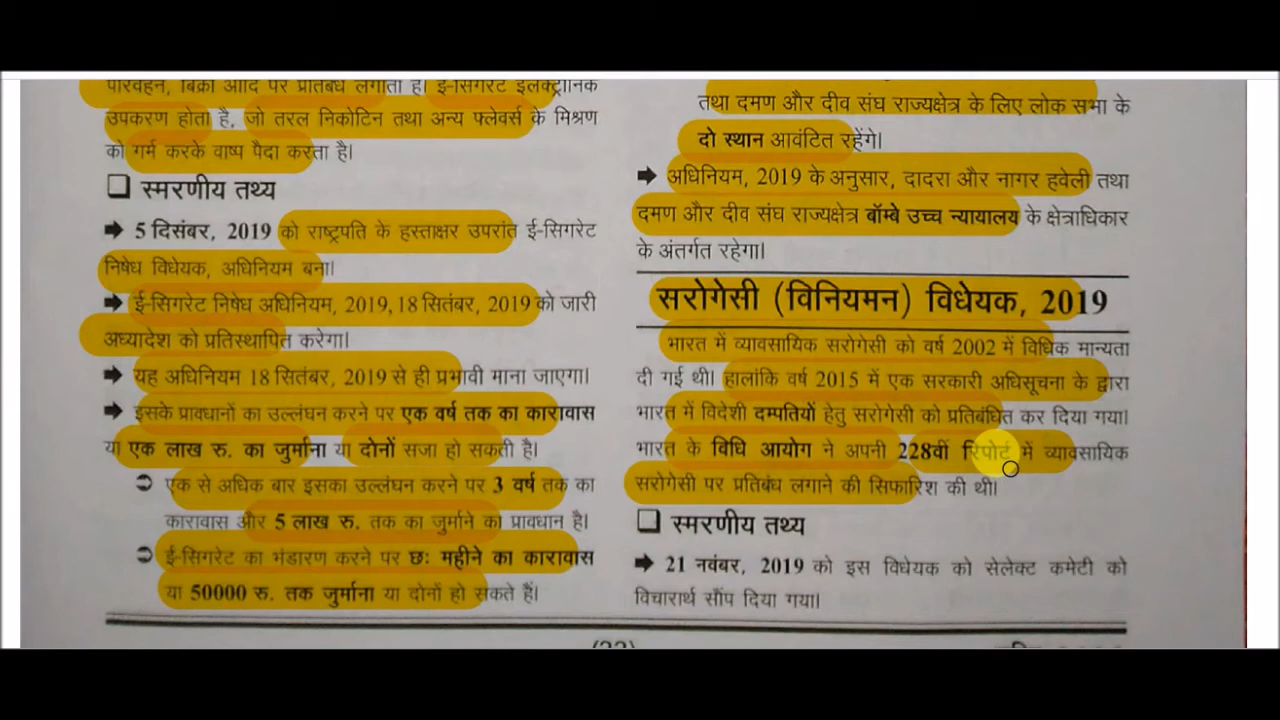 परिवहन, बिक्री आदि पर प्रतिबंध लगाता है। ई-सिगरेट इलेक्ट्रॉनिक
उपकरण होता है, जो तरल निकोटिन तथा अन्य फ्लेवर्स के मिश्रण
को गर्म करके वाष्प पैदा करता है।
❑ स्मरणीय तथ्य
➡ 5 दिसंबर, 2019 को राष्ट्रपति के हस्ताक्षर उपरांत ई-सिगरेट
निषेध विधेयक, अधिनियम बना।
➡ ई-सिगरेट निषेध अधिनियम, 2019, 18 सितंबर, 2019 को जारी
अध्यादेश को प्रतिस्थापित करेगा।
➡ यह अधिनियम 18 सितंबर, 2019 से ही प्रभावी माना जाएगा।
➡ इसके प्रावधानों का उल्लंघन करने पर एक वर्ष तक का कारावास
या एक लाख रु. का जुर्माना या दोनों सजा हो सकती है।
➲ एक से अधिक बार इसका उल्लंघन करने पर 3 वर्ष तक का
कारावास और 5 लाख रु. तक का जुर्माने का प्रावधान है।
➲ ई-सिगरेट का भंडारण करने पर छः महीने का कारावास
या 50000 रु. तक जुर्माना या दोनों हो सकते हैं।
तथा दमण और दीव संघ राज्यक्षेत्र के लिए लोक सभा के
दो स्थान आवंटित रहेंगे।
➡ अधिनियम, 2019 के अनुसार, दादरा और नागर हवेली तथा
दमण और दीव संघ राज्यक्षेत्र बॉम्बे उच्च न्यायालय के क्षेत्राधिकार
के अंतर्गत रहेगा।
सरोगेसी (विनियमन) विधेयक, 2019
भारत में व्यावसायिक सरोगेसी को वर्ष 2002 में विधिक मान्यता
दी गई थी। हालांकि वर्ष 2015 में एक सरकारी अधिसूचना के द्वारा
भारत में विदेशी दम्पतियों हेतु सरोगेसी को प्रतिबंधित कर दिया गया।
भारत के विधि आयोग ने अपनी 228वीं रिपोर्ट में व्यावसायिक
सरोगेसी पर प्रतिबंध लगाने की सिफारिश की थी।
❑ स्मरणीय तथ्य
➡ 21 नवंबर, 2019 को इस विधेयक को सेलेक्ट कमेटी को
विचारार्थ सौंप दिया गया।